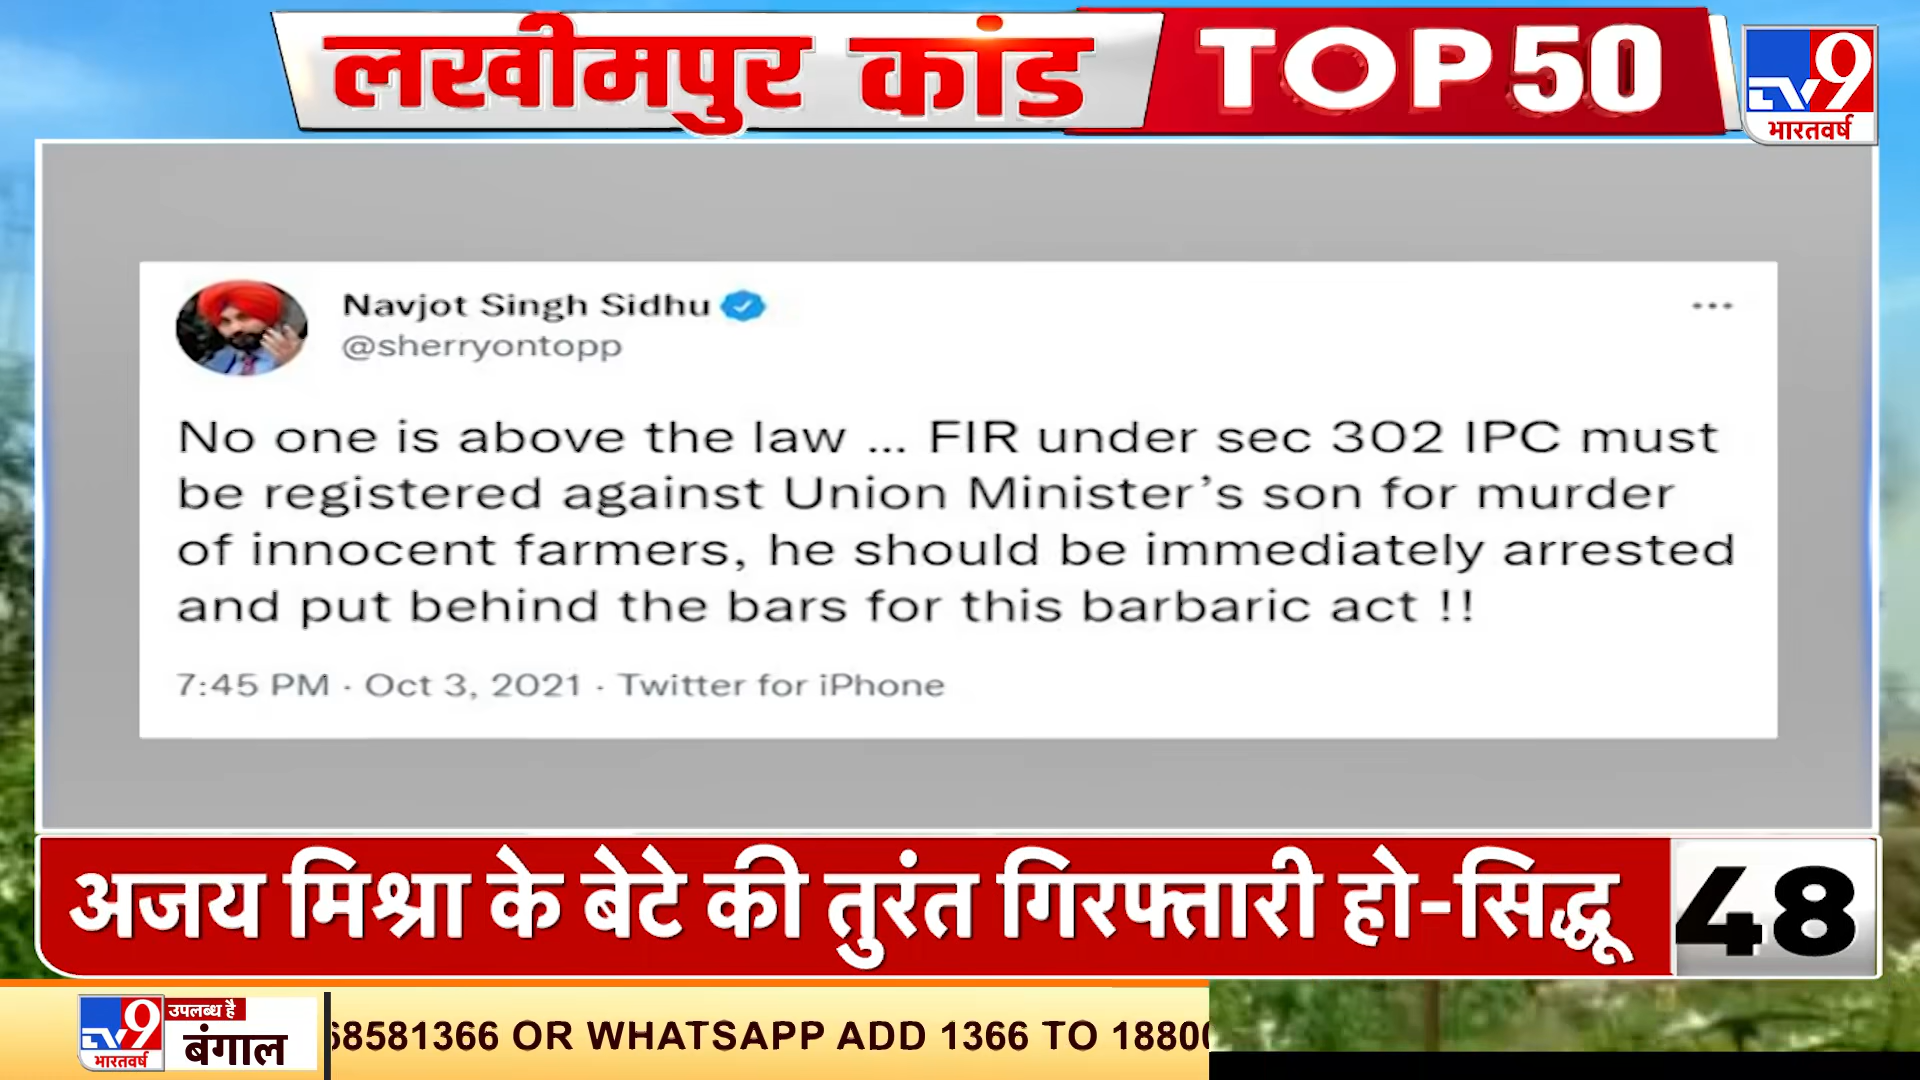 लखीमपुर कांड TOP 50
TV9
भारतवर्ष
Navjot Singh Sidhu
@sherryontopp
No one is above the law ... FIR under sec 302 IPC must
be registered against Union Minister’s son for murder
of innocent farmers, he should be immediately arrested
and put behind the bars for this barbaric act !!
7:45 PM · Oct 3, 2021 · Twitter for iPhone
अजय मिश्रा के बेटे की तुरंत गिरफ्तारी हो-सिद्धू 48
TV9
भारतवर्ष
उपलब्ध है
बंगाल
8581366 OR WHATSAPP ADD 1366 TO 1880